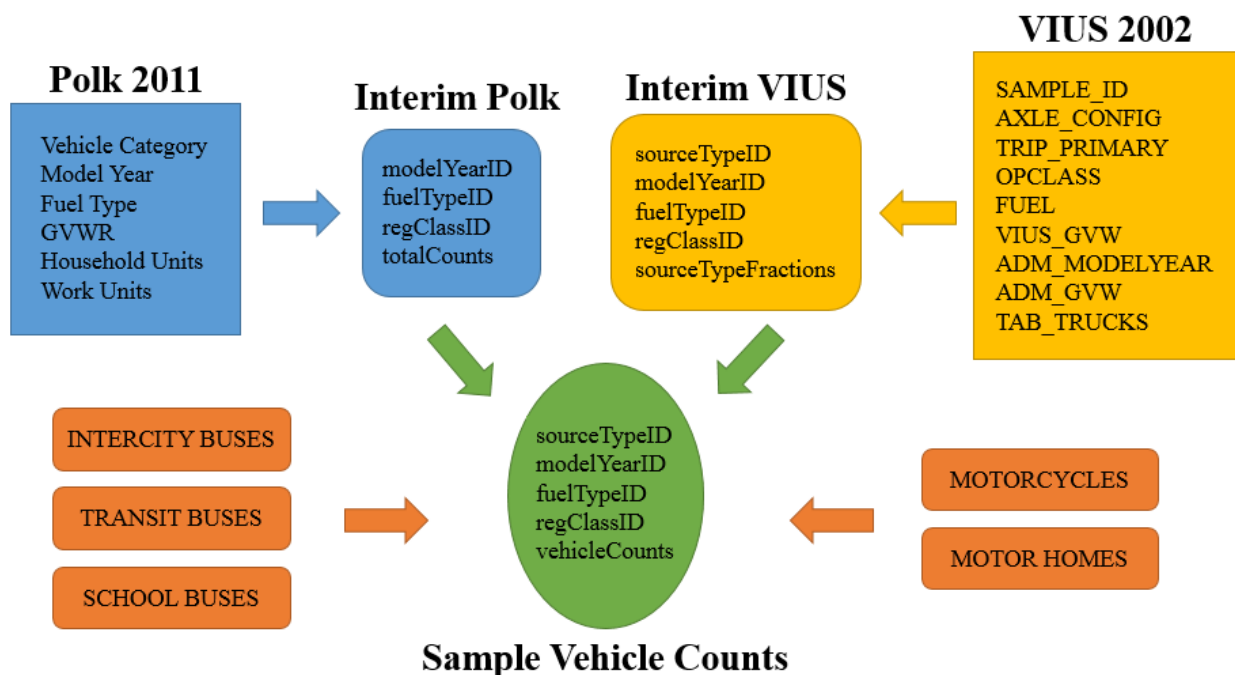 Polk 2011
Vehicle Category
Model Year
Fuel Type
GVWR
Household Units
Work Units
Interim Polk
modelYearID
fuelTypeID
regClassID
totalCounts
Interim VIUS
sourceTypeID
modelYearID
fuelTypeID
regClassID
sourceTypeFractions
VIUS 2002
SAMPLE_ID
AXLE_CONFIG
TRIP_PRIMARY
OPCLASS
FUEL
VIUS_GVW
ADM_MODELYEAR
ADM_GVW
TAB_TRUCKS
INTERCITY BUSES
TRANSIT BUSES
SCHOOL BUSES
sourceTypeID
modelYearID
fuelTypeID
regClassID
vehicleCounts
MOTORCYCLES
MOTOR HOMES
Sample Vehicle Counts